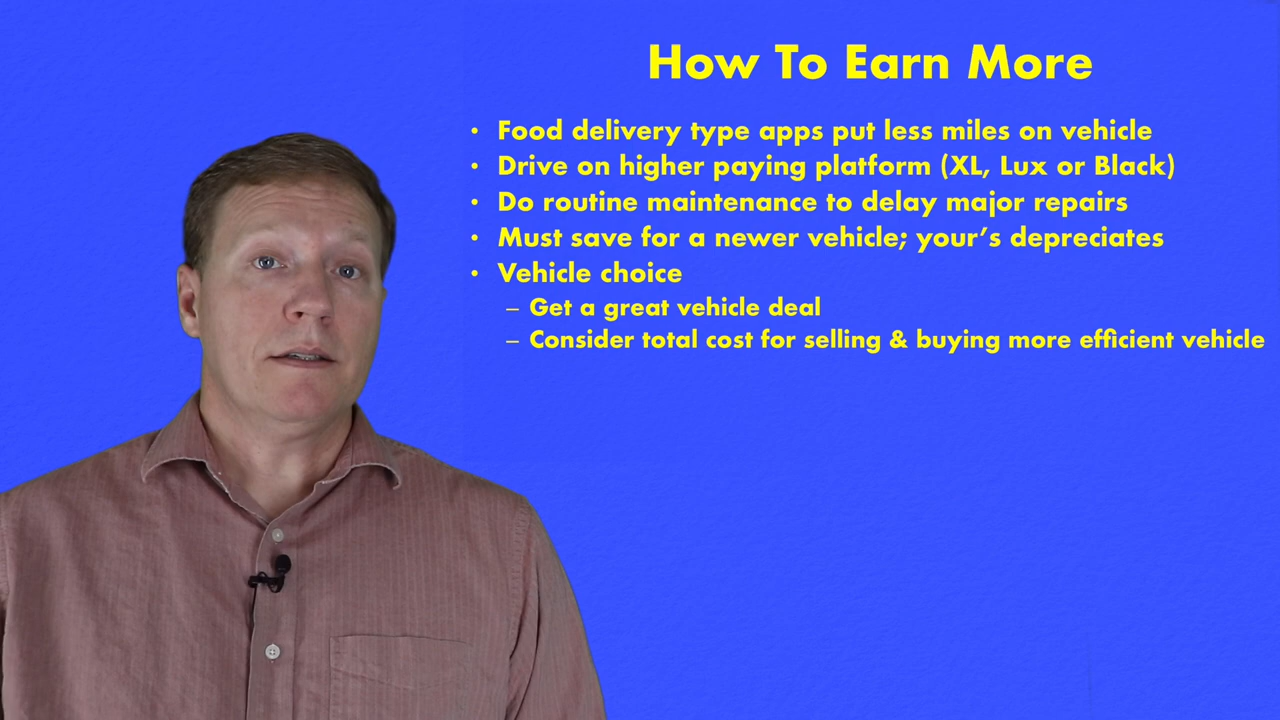 How To Earn More
• Food delivery type apps put less miles on vehicle
• Drive on higher paying platform (XL, Lux or Black)
• Do routine maintenance to delay major repairs
• Must save for a newer vehicle; your’s depreciates
• Vehicle choice
– Get a great vehicle deal
– Consider total cost for selling & buying more efficient vehicle